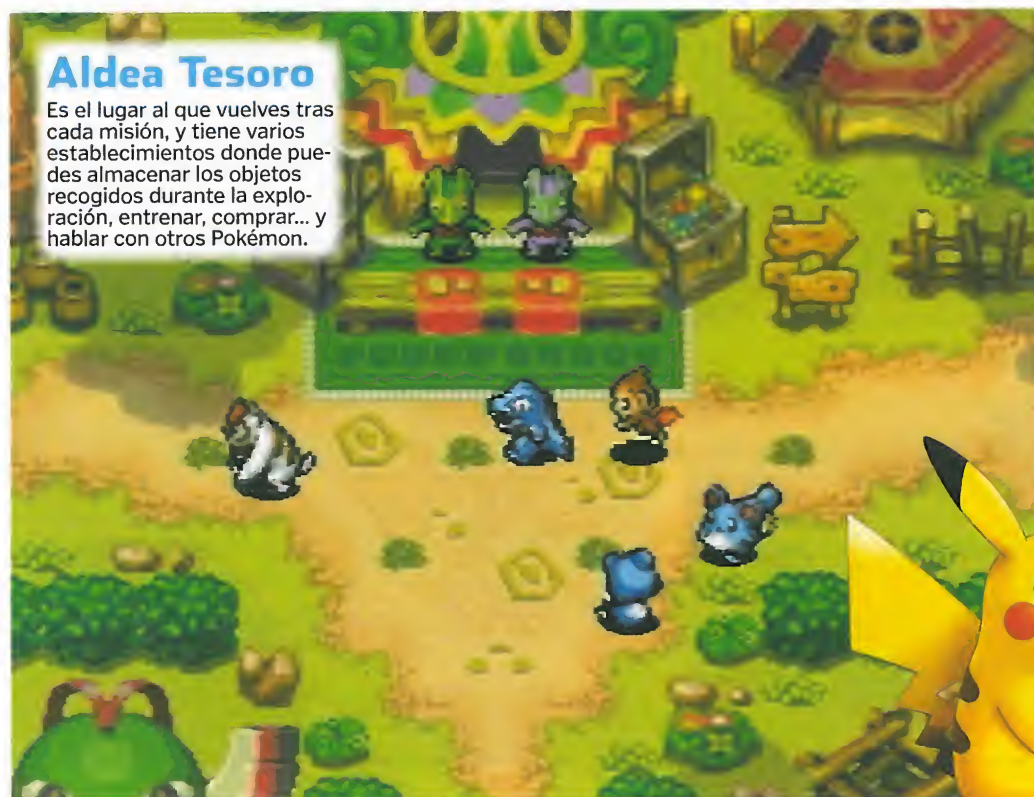 Aldea Tesoro
Es el lugar al que vuelves tras
cada misión, y tiene varios
establecimientos donde pue-
des almacenar los objetos
recogidos durante la explo-
ración, entrenar, comprar... y
hablar con otros Pokémon.